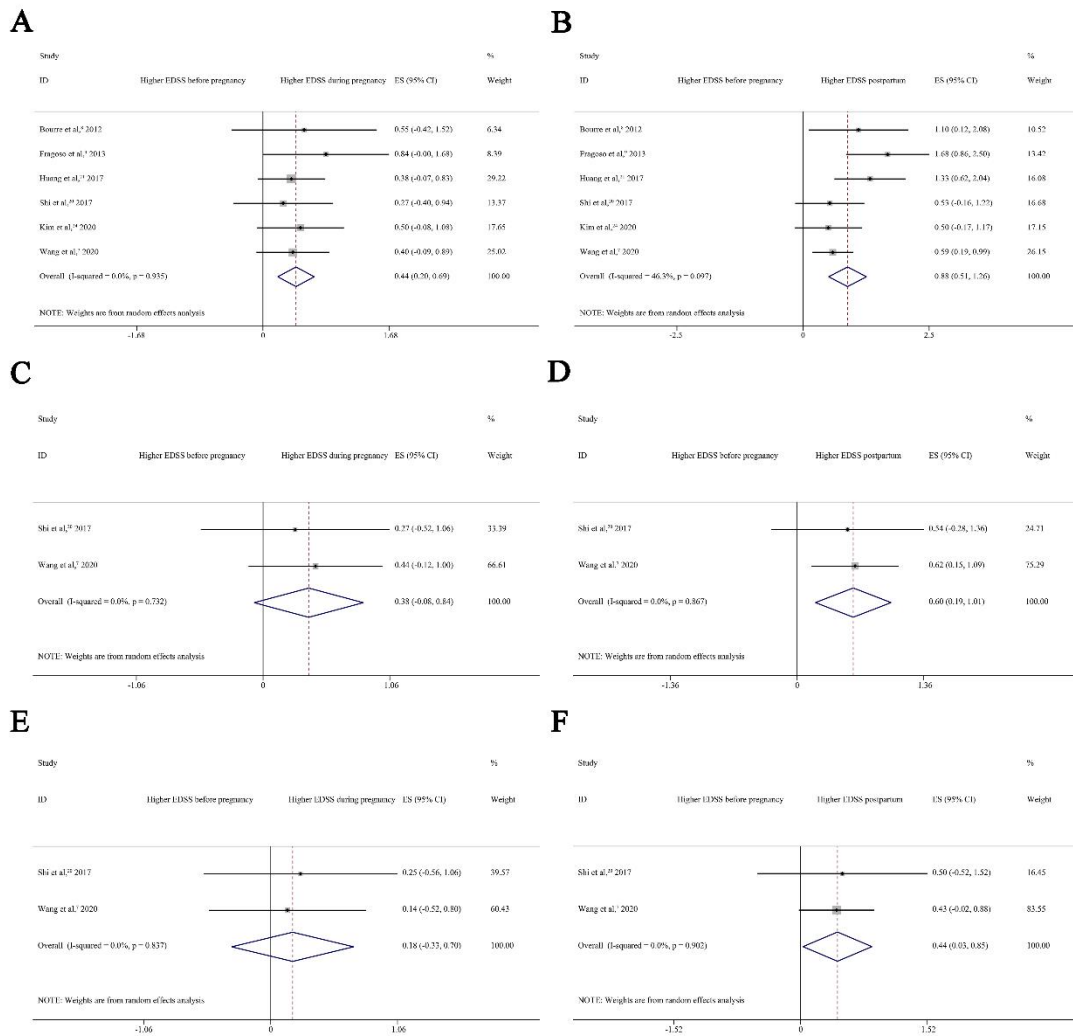 A
Study
%
ID Higher EDSS before pregnancy Higher EDSS during pregnancy ES (95% CI) Weight
Bourre et al, 2012 0.55 (-0.42, 1.52) 6.34
Fragoso et al, 2013 0.84 (-0.00, 1.68) 8.39
Huang et al, 2017 0.38 (-0.07, 0.83) 29.22
Shi et al, 2017 0.27 (-0.40, 0.94) 13.37
Kim et al, 2020 0.50 (-0.08, 1.08) 17.65
Wang et al, 2020 0.40 (-0.09, 0.89) 25.02
Overall (I-squared = 0.0%, p = 0.935) 0.44 (0.20, 0.69) 100.00
NOTE: Weights are from random effects analysis
-1.68 0 1.68
B
Study
%
ID Higher EDSS before pregnancy Higher EDSS postpartum ES (95% CI) Weight
Bourre et al, 2012 1.10 (0.12, 2.08) 10.52
Fragoso et al, 2013 1.68 (0.86, 2.50) 13.42
Huang et al, 2017 1.33 (0.62, 2.04) 16.08
Shi et al, 2017 0.53 (-0.16, 1.22) 16.68
Kim et al, 2020 0.50 (-0.17, 1.17) 17.15
Wang et al, 2020 0.59 (0.19, 0.99) 26.15
Overall (I-squared = 46.3%, p = 0.097) 0.88 (0.51, 1.26) 100.00
NOTE: Weights are from random effects analysis
-2.5 0 2.5
C
Study
%
ID Higher EDSS before pregnancy Higher EDSS during pregnancy ES (95% CI) Weight
Shi et al, 2017 0.27 (-0.52, 1.06) 33.39
Wang et al, 2020 0.44 (-0.12, 1.00) 66.61
Overall (I-squared = 0.0%, p = 0.732) 0.38 (-0.08, 0.84) 100.00
NOTE: Weights are from random effects analysis
-1.06 0 1.06
D
Study
%
ID Higher EDSS before pregnancy Higher EDSS postpartum ES (95% CI) Weight
Shi et al, 2017 0.54 (-0.28, 1.36) 24.71
Wang et al, 2020 0.62 (0.15, 1.09) 75.29
Overall (I-squared = 0.0%, p = 0.867) 0.60 (0.19, 1.01) 100.00
NOTE: Weights are from random effects analysis
-1.36 0 1.36
E
Study
%
ID Higher EDSS before pregnancy Higher EDSS during pregnancy ES (95% CI) Weight
Shi et al, 2017 0.25 (-0.56, 1.06) 39.57
Wang et al, 2020 0.14 (-0.52, 0.80) 60.43
Overall (I-squared = 0.0%, p = 0.837) 0.18 (-0.33, 0.70) 100.00
NOTE: Weights are from random effects analysis
-1.06 0 1.06
F
Study
%
ID Higher EDSS before pregnancy Higher EDSS postpartum ES (95% CI) Weight
Shi et al, 2017 0.50 (-0.52, 1.52) 16.45
Wang et al, 2020 0.43 (-0.02, 0.88) 83.55
Overall (I-squared = 0.0%, p = 0.902) 0.44 (0.03, 0.85) 100.00
NOTE: Weights are from random effects analysis
-1.52 0 1.52